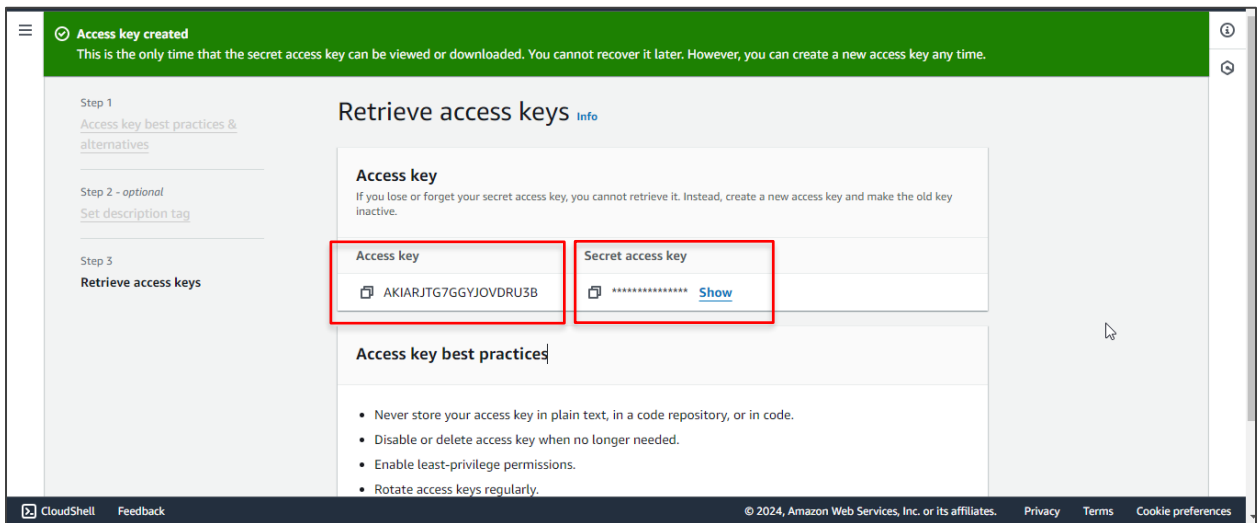 Access key created
This is the only time that the secret access key can be viewed or downloaded. You cannot recover it later. However, you can create a new access key any time.
Step 1
Access key best practices &
alternatives
Step 2 - optional
Set description tag
Step 3
Retrieve access keys
Retrieve access keys Info
Access key
If you lose or forget your secret access key, you cannot retrieve it. Instead, create a new access key and make the old key
inactive.
Access key Secret access key
AKIARJTG7GGYJOVDRU3B *************** Show
Access key best practices
• Never store your access key in plain text, in a code repository, or in code.
• Disable or delete access key when no longer needed.
• Enable least-privilege permissions.
• Rotate access keys regularly.
CloudShell Feedback © 2024, Amazon Web Services, Inc. or its affiliates. Privacy Terms Cookie preferences